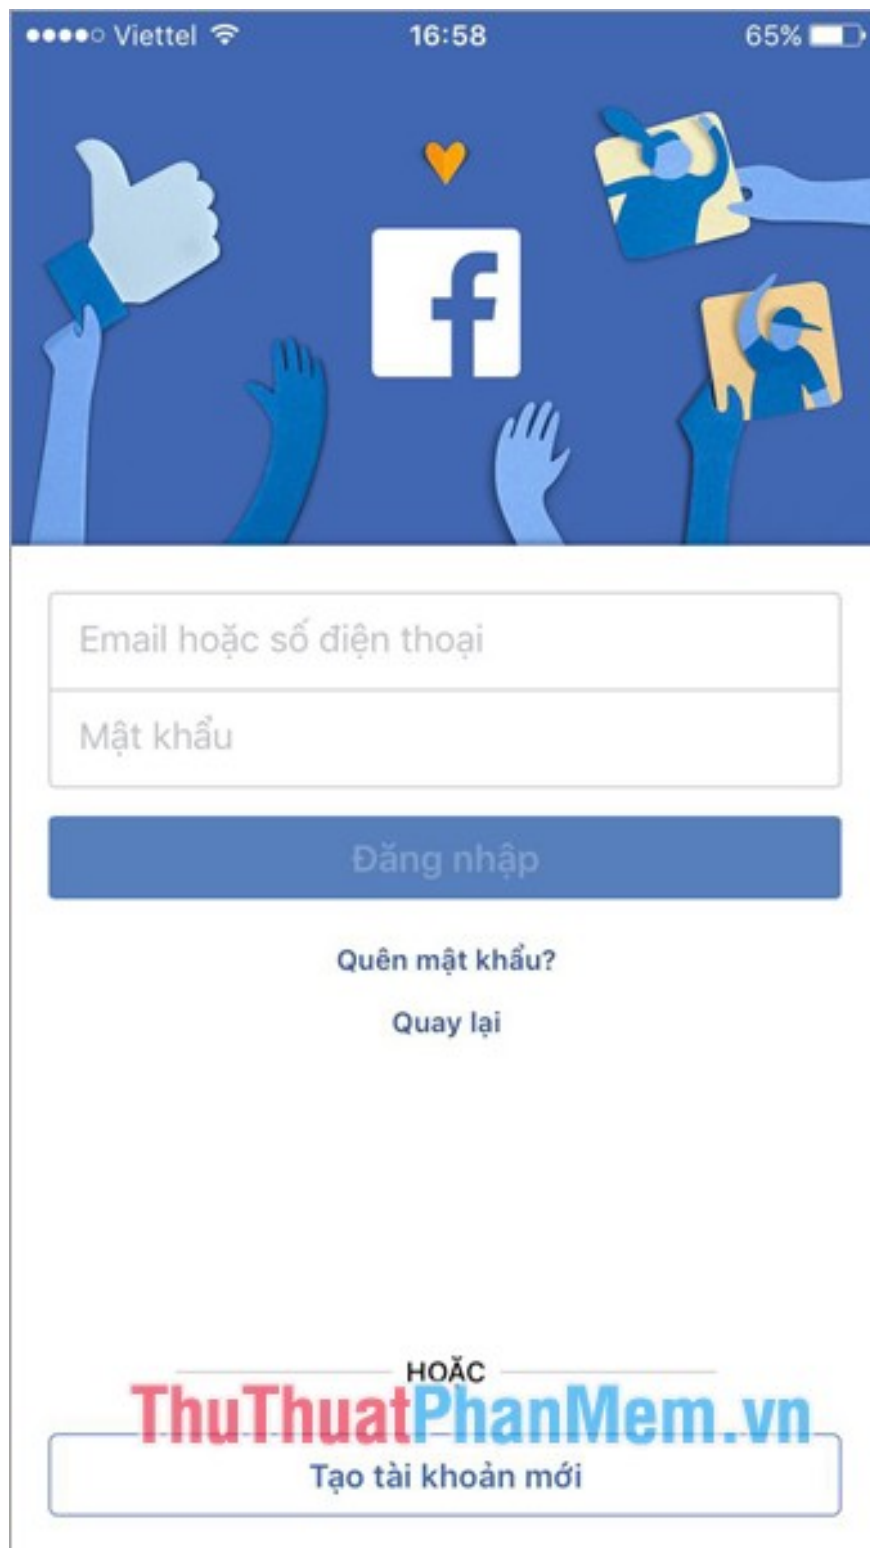 Viettel 16:58 65%
f
Email hoặc số điện thoại
Mật khẩu
Đăng nhập
Quên mật khẩu?
Quay lại
HOẶC
ThuThuatPhanMem.vn
Tạo tài khoản mới